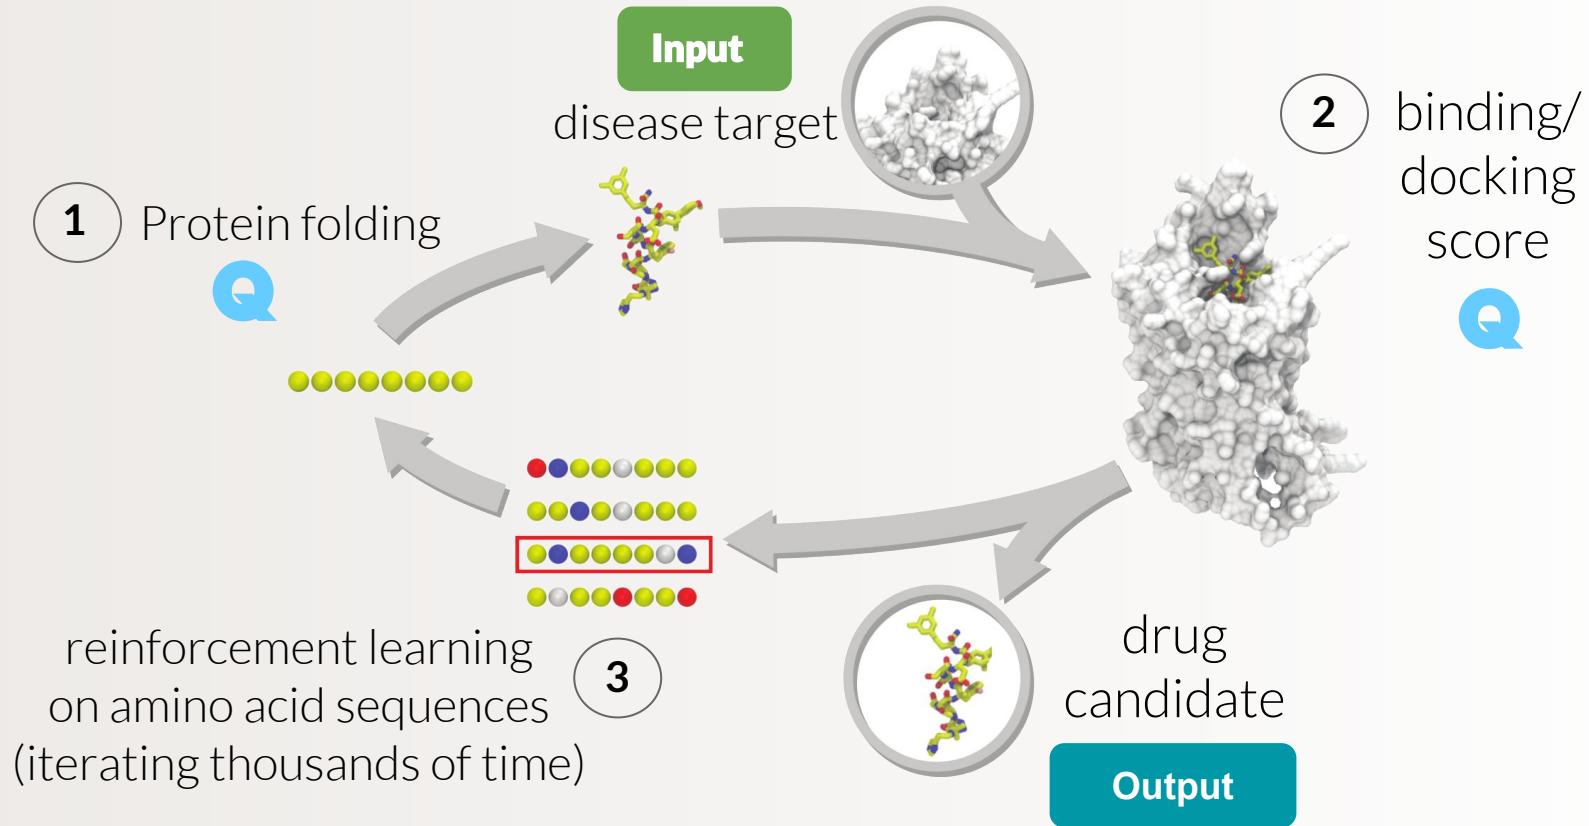 Input
disease target
1
Protein folding
Q
2
binding/
docking
score
Q
reinforcement learning
on amino acid sequences
(iterating thousands of time)
3
drug
candidate
Output